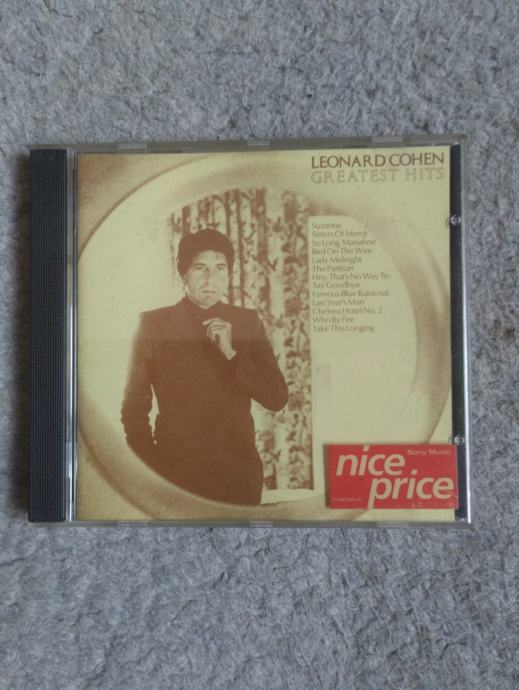 LEONARD COHEN
GREATEST HITS
Suzanne
Sisters Of Mercy
So Long, Marianne
Bird On The Wire
Lady Midnight
The Partisan
Hey, That's No Way To
Say Goodbye
Famous Blue Raincoat
Last Year's Man
Chelsea Hotel No. 2
Who By Fire
Take This Longing
Sony Music
nice
price